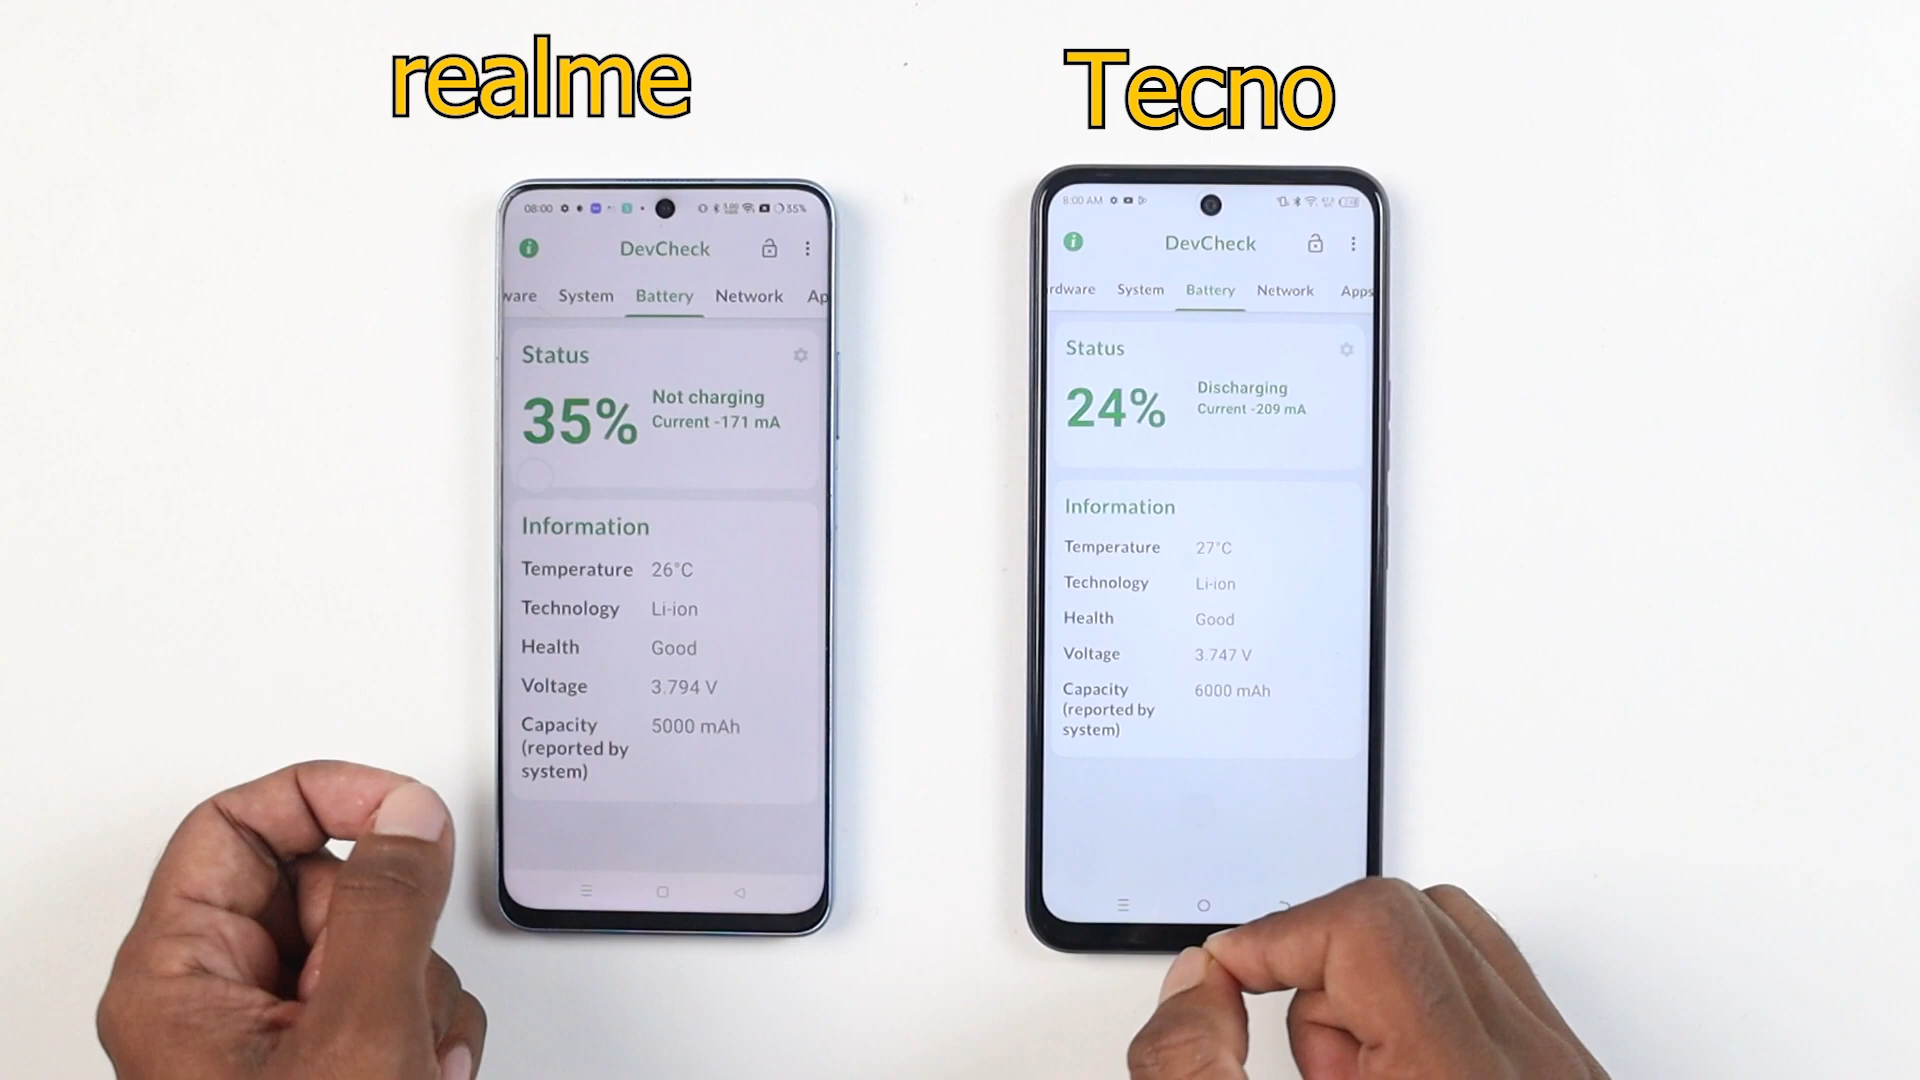 realme
Tecno
08:00
35%
DevCheck
ware System Battery Network Ap
Status
35%
Not charging
Current -171 mA
Information
Temperature 26°C
Technology Li-ion
Health Good
Voltage 3.794 V
Capacity 5000 mAh
(reported by
system)
8:00 AM
DevCheck
rdware System Battery Network Apps
Status
24%
Discharging
Current -209 mA
Information
Temperature 27°C
Technology Li-ion
Health Good
Voltage 3.747 V
Capacity 6000 mAh
(reported by
system)